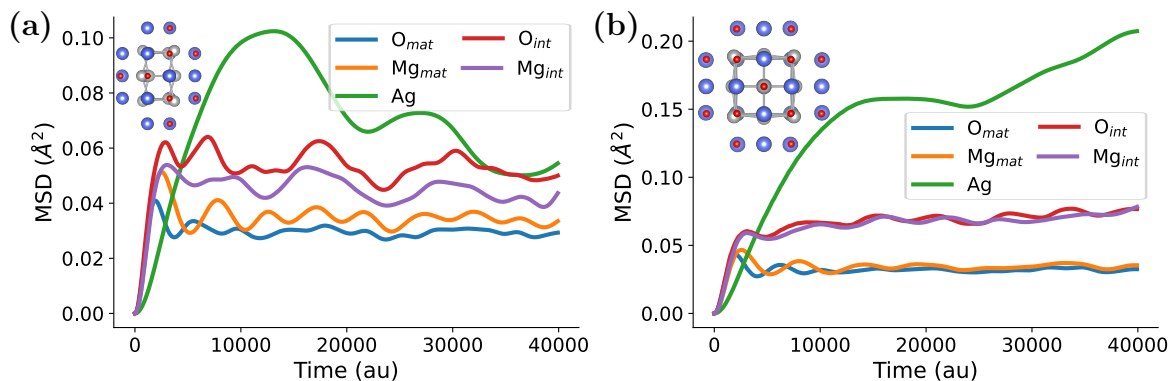 (a)
MSD (Å²)
0.10
0.08
0.06
0.04
0.02
0.00
O_mat
O_int
Mg_mat
Mg_int
Ag
0 10000 20000 30000 40000
Time (au)
(b)
MSD (Å²)
0.20
0.15
0.10
0.05
0.00
O_mat
O_int
Mg_mat
Mg_int
Ag
0 10000 20000 30000 40000
Time (au)